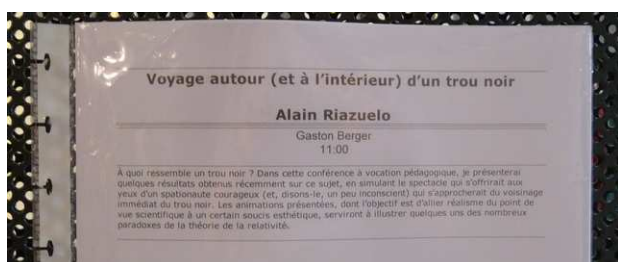 Voyage autour (et à l'intérieur) d'un trou noir
Alain Riazuelo
Gaston Berger
11:00
À quoi ressemble un trou noir ? Dans cette conférence à vocation pédagogique, je présenterai
quelques résultats obtenus récemment sur ce sujet, en simulant le spectacle qui s'offrirait aux
yeux d'un spationaute courageux (et, disons-le, un peu inconscient) qui s'approcherait du voisinage
immédiat du trou noir. Les animations présentées, dont l'objectif est d'allier réalisme du point de
vue scientifique à un certain soucis esthétique, serviront à illustrer quelques uns des nombreux
paradoxes de la théorie de la relativité.